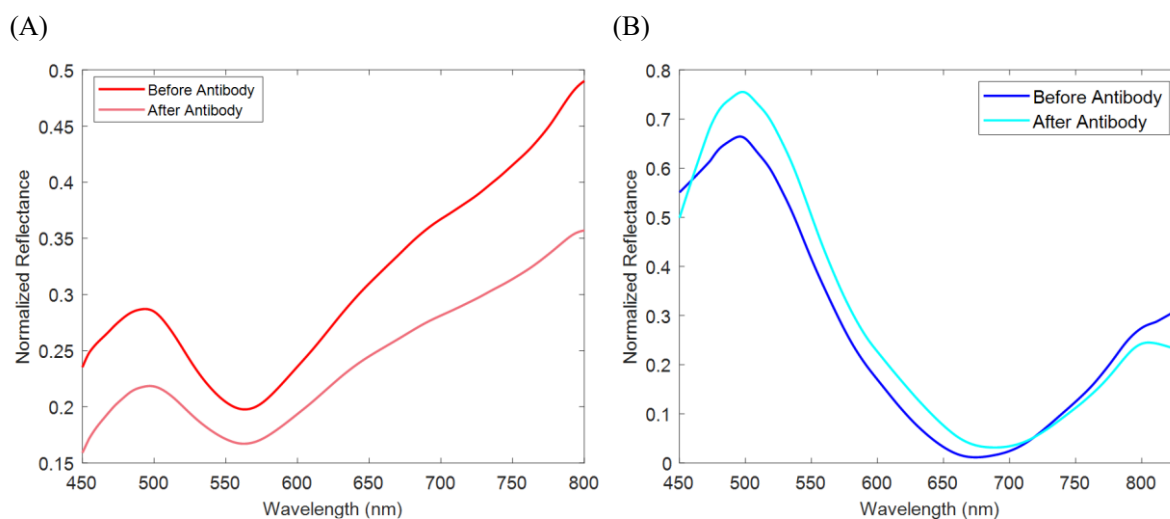 (A)
(B)
0.5
0.45
0.4
0.35
0.3
0.25
0.2
0.15
Normalized Reflectance
Before Antibody
After Antibody
450 500 550 600 650 700 750 800
Wavelength (nm)
0.8
0.7
0.6
0.5
0.4
0.3
0.2
0.1
0
Normalized Reflectance
Before Antibody
After Antibody
450 500 550 600 650 700 750 800
Wavelength (nm)